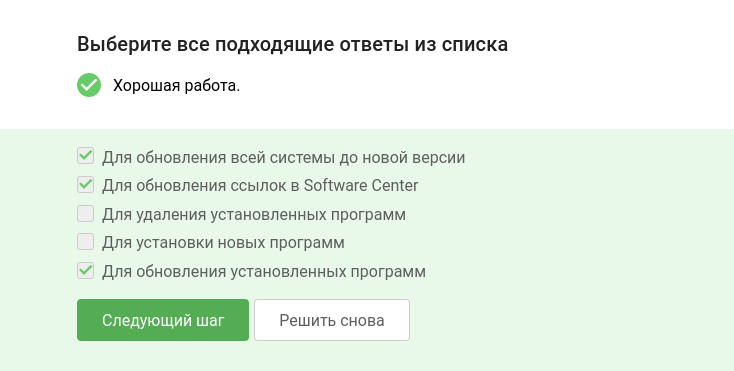 Выберите все подходящие ответы из списка
Хорошая работа.
Для обновления всей системы до новой версии
Для обновления ссылок в Software Center
Для удаления установленных программ
Для установки новых программ
Для обновления установленных программ
Следующий шаг
Решить снова